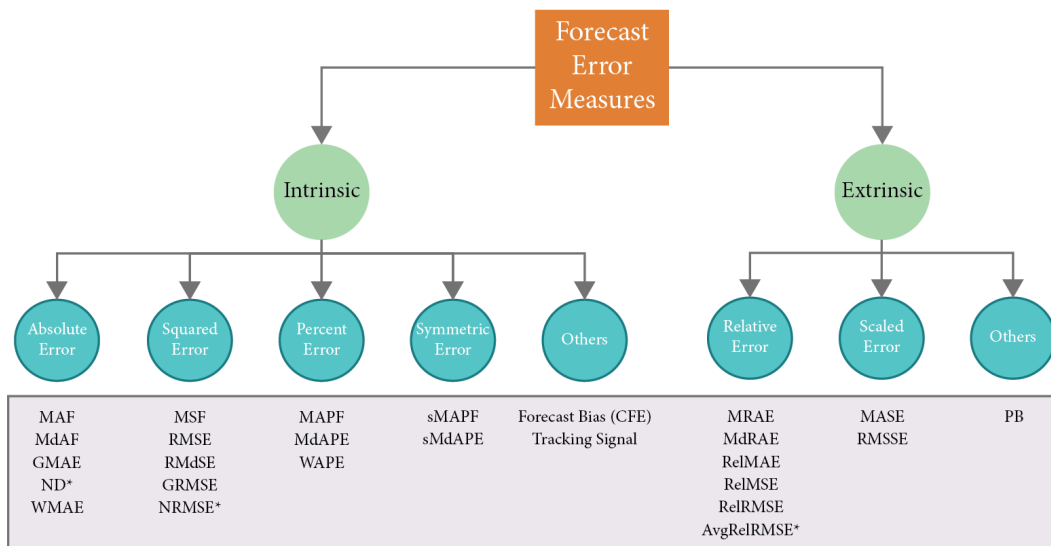 Forecast
Error
Measures
Intrinsic
Extrinsic
Absolute
Error
Squared
Error
Percent
Error
Symmetric
Error
Others
Relative
Error
Scaled
Error
Others
MAF
MdAF
GMAE
ND*
WMAE
MSF
RMSE
RMdSE
GRMSE
NRMSE*
MAPF
MdAPE
WAPE
sMAPF
sMdAPE
Forecast Bias (CFE)
Tracking Signal
MRAE
MdRAE
RelMAE
RelMSE
RelRMSE
AvgRelRMSE*
MASE
RMSSE
PB